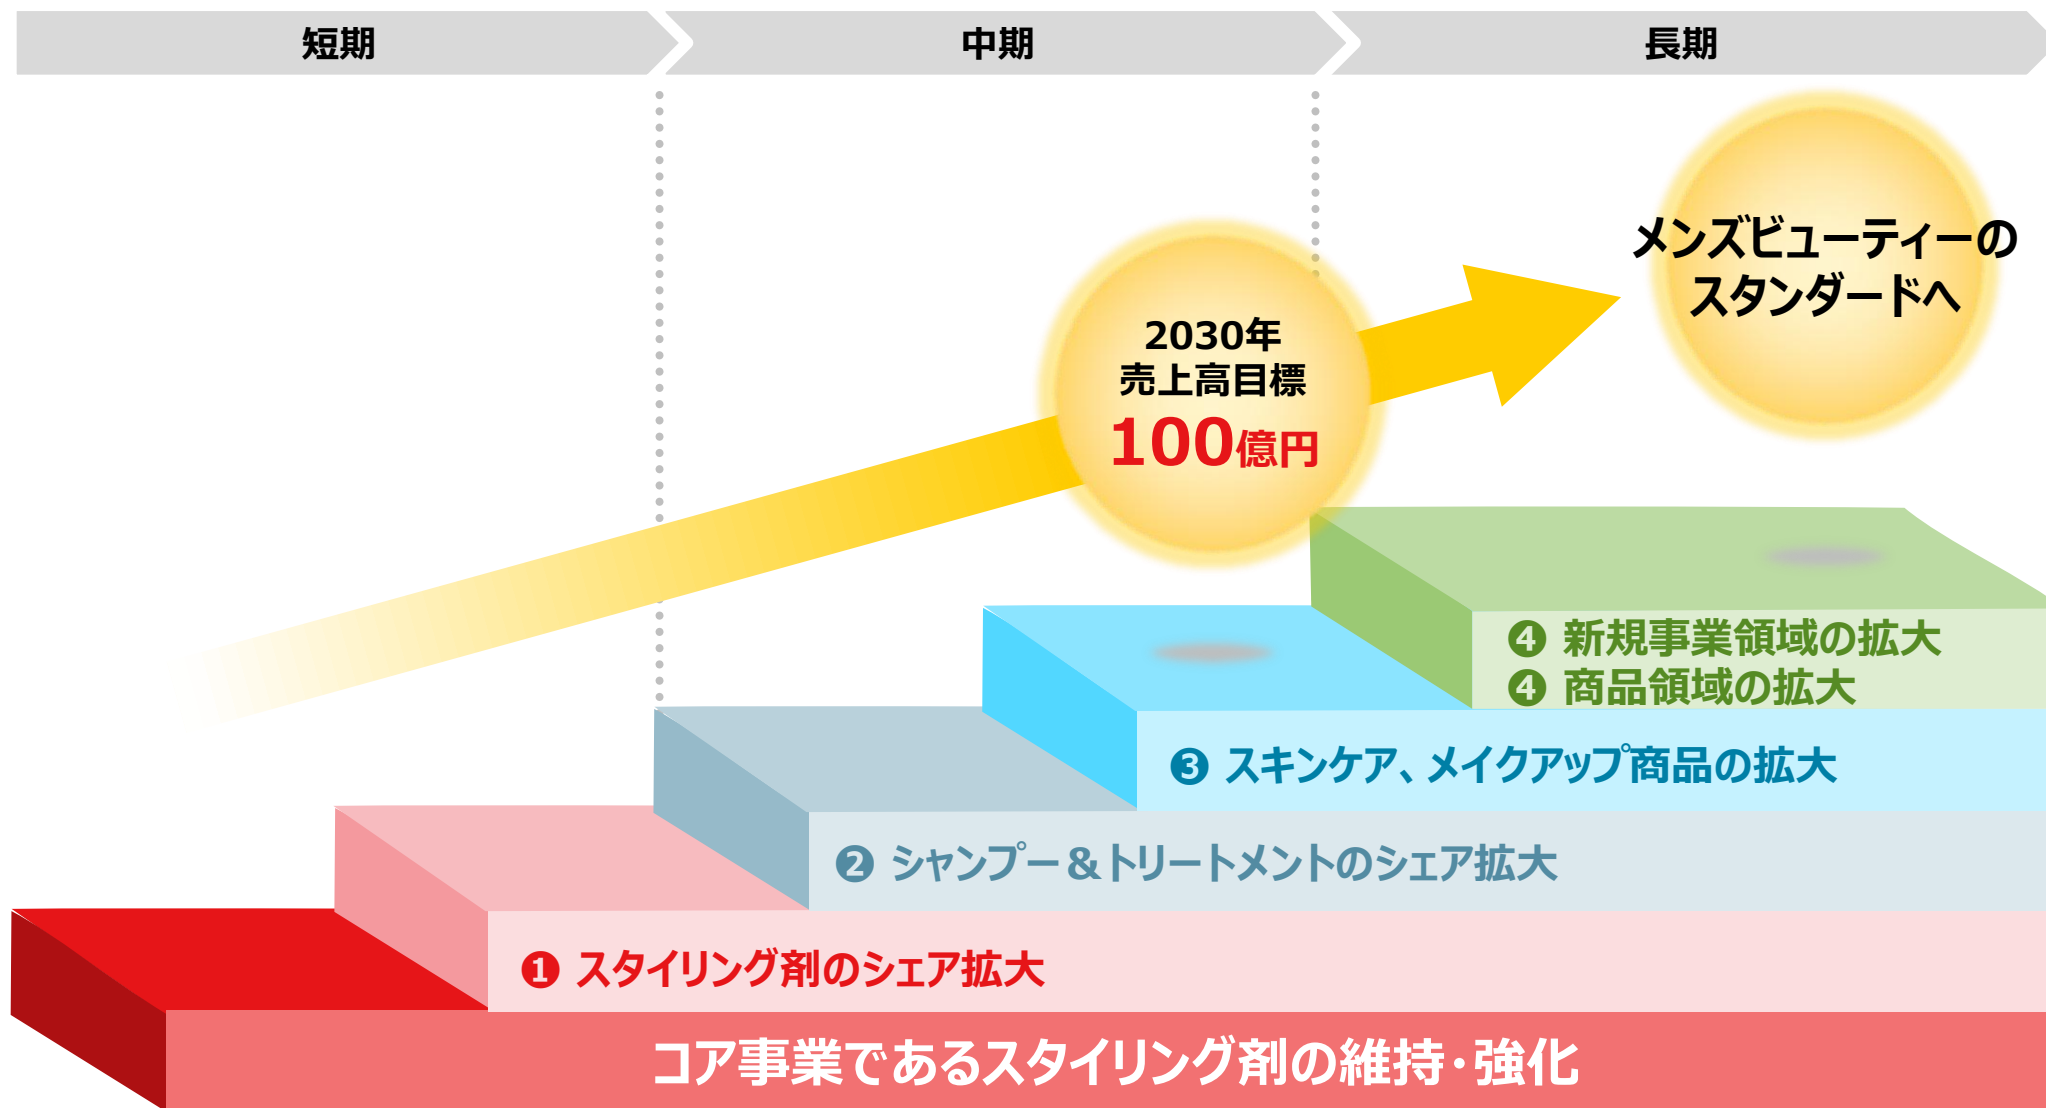 短期
中期
長期
メンズビューティーの
スタンダードへ
2030年
売上高目標
100億円
❹ 新規事業領域の拡大
❹ 商品領域の拡大
❸ スキンケア、メイクアップ商品の拡大
❷ シャンプー＆トリートメントのシェア拡大
❶ スタイリング剤のシェア拡大
コア事業であるスタイリング剤の維持・強化